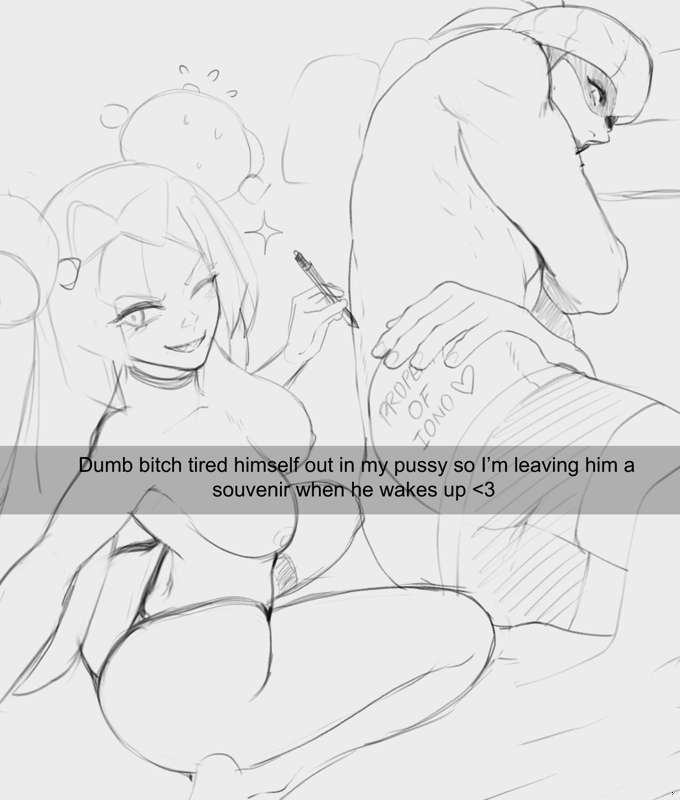 PROPE
OF
IONO♡
Dumb bitch tired himself out in my pussy so I'm leaving him a
souvenir when he wakes up <3